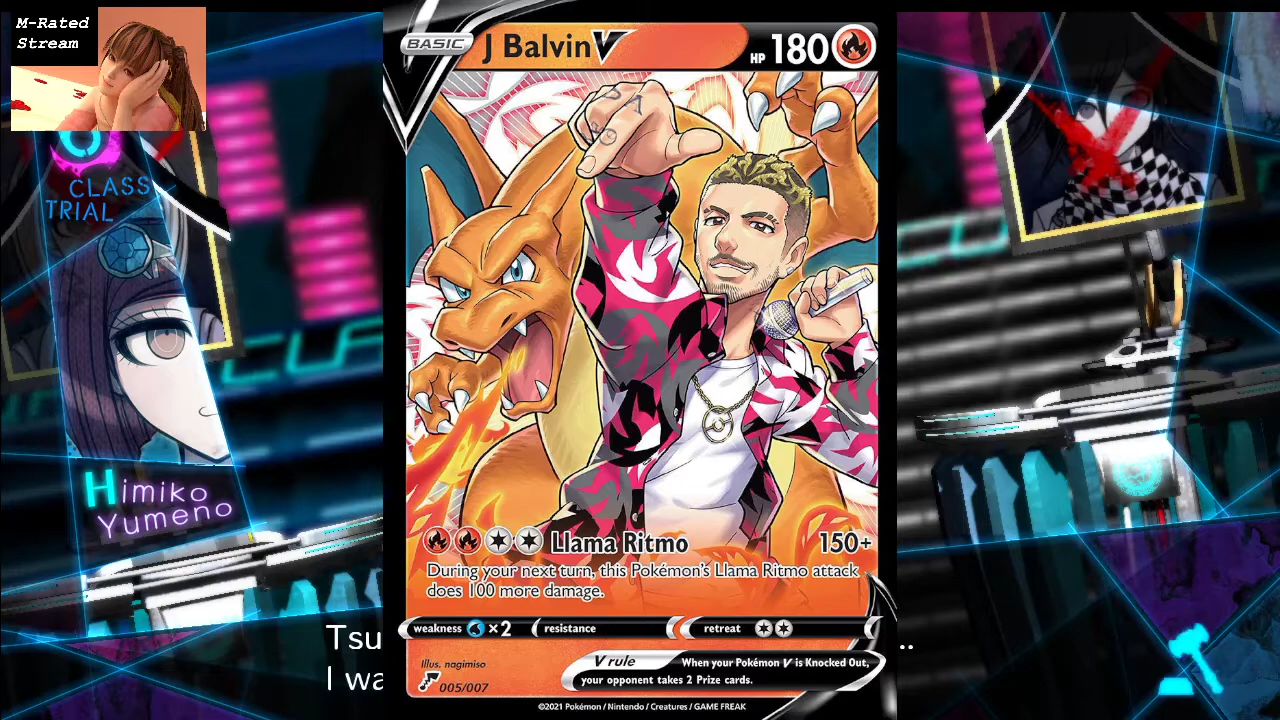 M-Rated
Stream
BASIC
J Balvin V
HP 180
CLASS
TRIAL
Himiko
Yumeno
Llama Ritmo 150+
During your next turn, this Pokémon's Llama Ritmo attack
does 100 more damage.
weakness ×2 resistance retreat
Tsu
..
I wa
Illus. nagimiso
005/007
V rule When your Pokémon V is Knocked Out,
your opponent takes 2 Prize cards.
©2021 Pokémon / Nintendo / Creatures / GAME FREAK